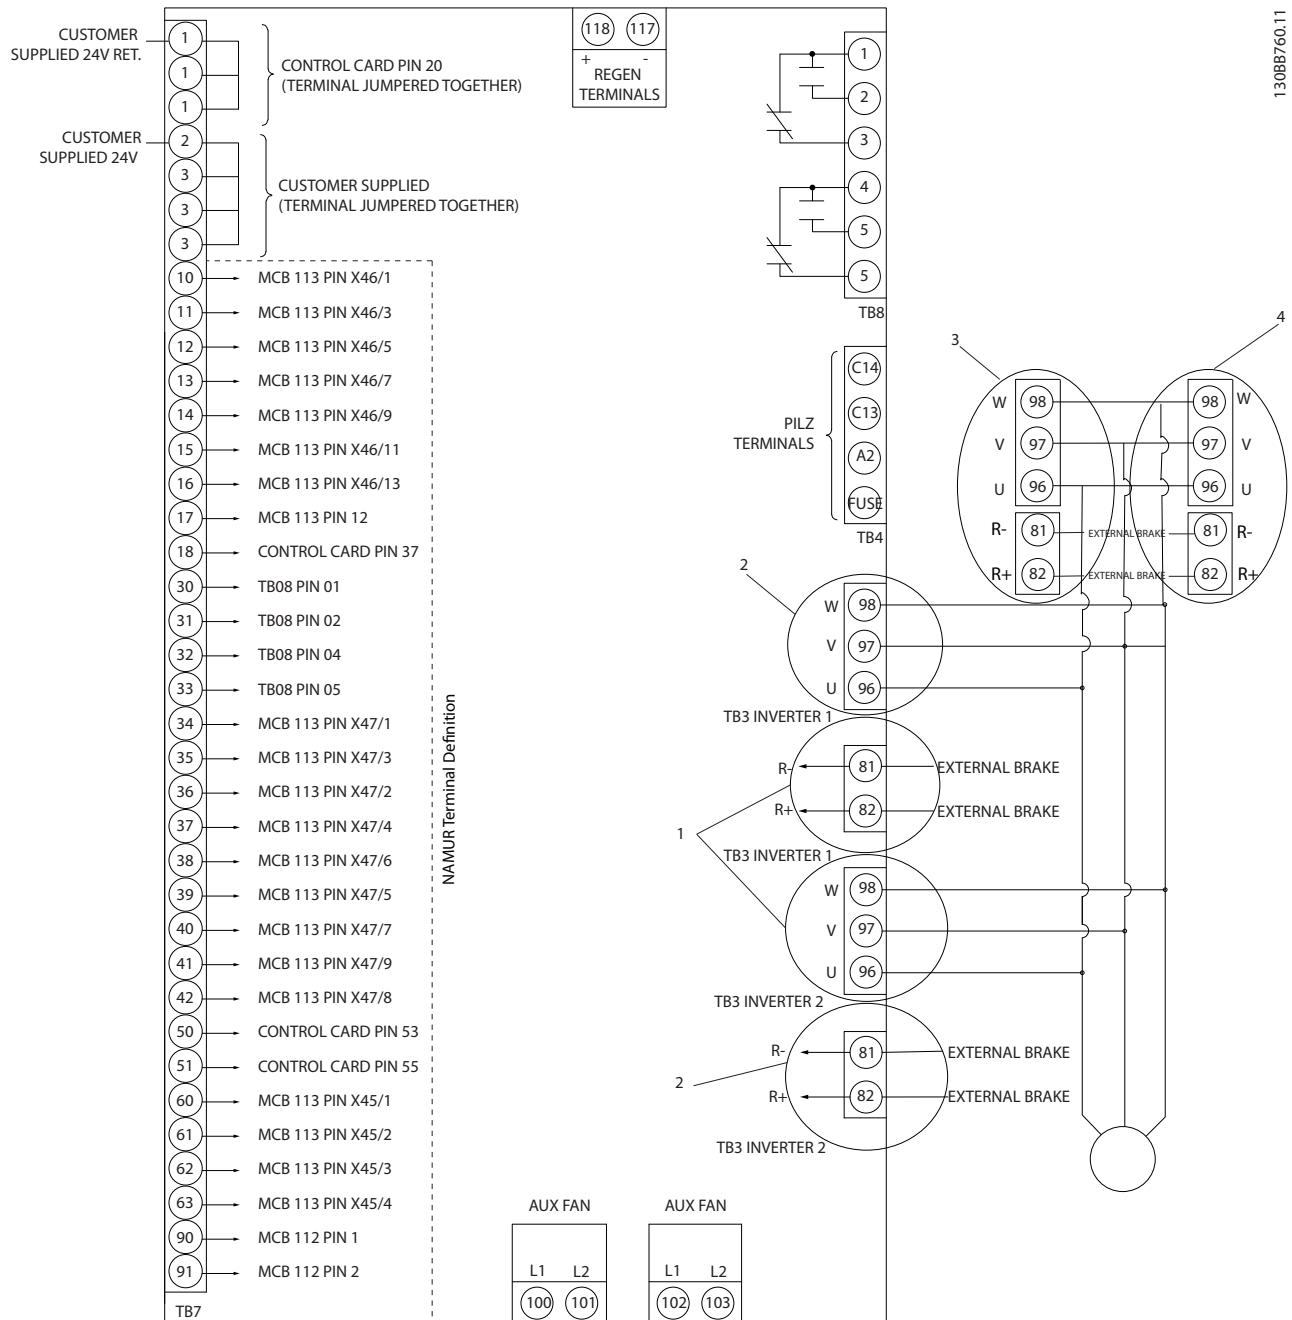 130BB760.11
CUSTOMER
SUPPLIED 24V RET.
1
1
1
CONTROL CARD PIN 20
(TERMINAL JUMPERED TOGETHER)
CUSTOMER
SUPPLIED 24V
2
3
3
3
CUSTOMER SUPPLIED
(TERMINAL JUMPERED TOGETHER)
10 MCB 113 PIN X46/1
11 MCB 113 PIN X46/3
12 MCB 113 PIN X46/5
13 MCB 113 PIN X46/7
14 MCB 113 PIN X46/9
15 MCB 113 PIN X46/11
16 MCB 113 PIN X46/13
17 MCB 113 PIN 12
18 CONTROL CARD PIN 37
30 TB08 PIN 01
31 TB08 PIN 02
32 TB08 PIN 04
33 TB08 PIN 05
34 MCB 113 PIN X47/1
35 MCB 113 PIN X47/3
36 MCB 113 PIN X47/2
37 MCB 113 PIN X47/4
38 MCB 113 PIN X47/6
39 MCB 113 PIN X47/5
40 MCB 113 PIN X47/7
41 MCB 113 PIN X47/9
42 MCB 113 PIN X47/8
50 CONTROL CARD PIN 53
51 CONTROL CARD PIN 55
60 MCB 113 PIN X45/1
61 MCB 113 PIN X45/2
62 MCB 113 PIN X45/3
63 MCB 113 PIN X45/4
90 MCB 112 PIN 1
91 MCB 112 PIN 2
TB7
NAMUR Terminal Definition
118 117
+ -
REGEN
TERMINALS
1
2
3
4
5
5
TB8
PILZ
TERMINALS
C14
C13
A2
FUSE
TB4
2
W 98
V 97
U 96
TB3 INVERTER 1
R- 81 EXTERNAL BRAKE
R+ 82 EXTERNAL BRAKE
1
TB3 INVERTER 1
W 98
V 97
U 96
TB3 INVERTER 2
R- 81 EXTERNAL BRAKE
2
R+ 82 EXTERNAL BRAKE
TB3 INVERTER 2
3
4
W 98 98 W
V 97 97 V
U 96 96 U
R- 81 EXTERNAL BRAKE 81 R-
R+ 82 EXTERNAL BRAKE 82 R+
AUX FAN
L1 L2
100 101
AUX FAN
L1 L2
102 103